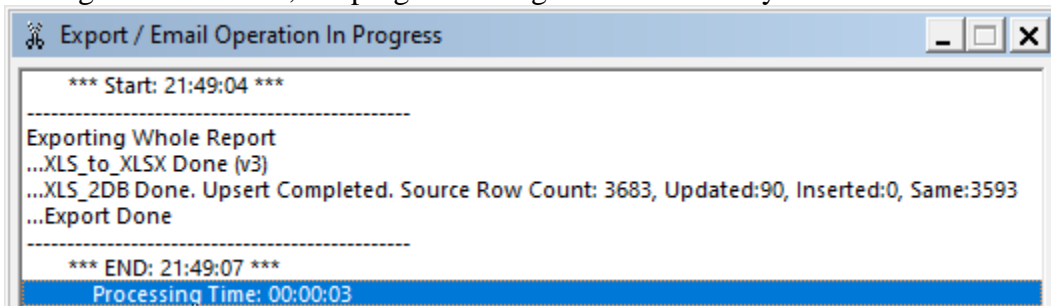 Export / Email Operation In Progress
*** Start: 21:49:04 ***
------------------------------------------------
Exporting Whole Report
...XLS_to_XLSX Done (v3)
...XLS_2DB Done. Upsert Completed. Source Row Count: 3683, Updated:90, Inserted:0, Same:3593
...Export Done
------------------------------------------------
*** END: 21:49:07 ***
Processing Time: 00:00:03